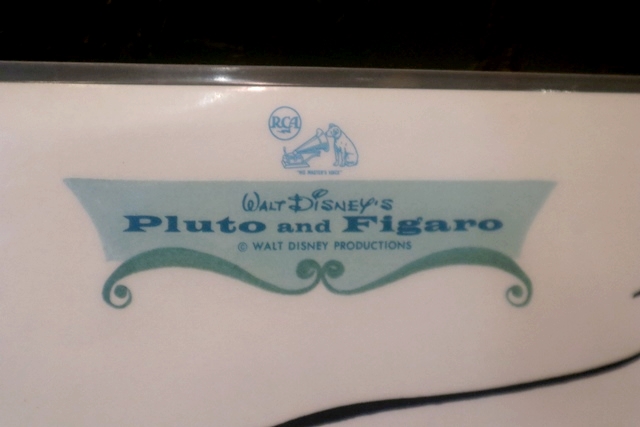 RCA
"HIS MASTER'S VOICE"
WALT DISNEY'S
Pluto and Figaro
© WALT DISNEY PRODUCTIONS